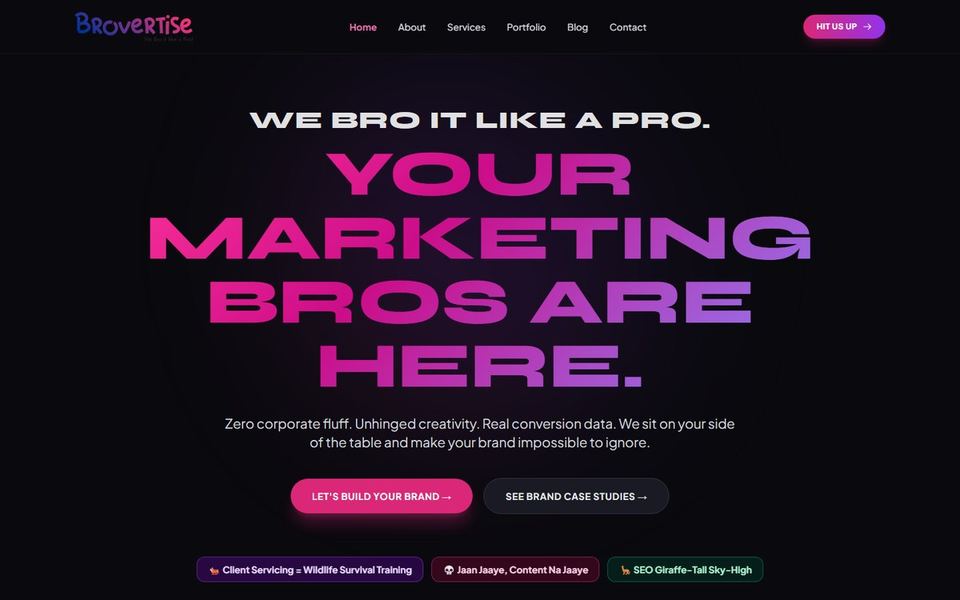 BROVERTISE
Home
About
Services
Portfolio
Blog
Contact
HIT US UP →
WE BRO IT LIKE A PRO.
YOUR
MARKETING
BROS ARE
HERE.
Zero corporate fluff. Unhinged creativity. Real conversion data. We sit on your side
of the table and make your brand impossible to ignore.
LET'S BUILD YOUR BRAND →
SEE BRAND CASE STUDIES →
Client Servicing = Wildlife Survival Training
Jaan Jaaye, Content Na Jaaye
SEO Giraffe-Tall Sky-High